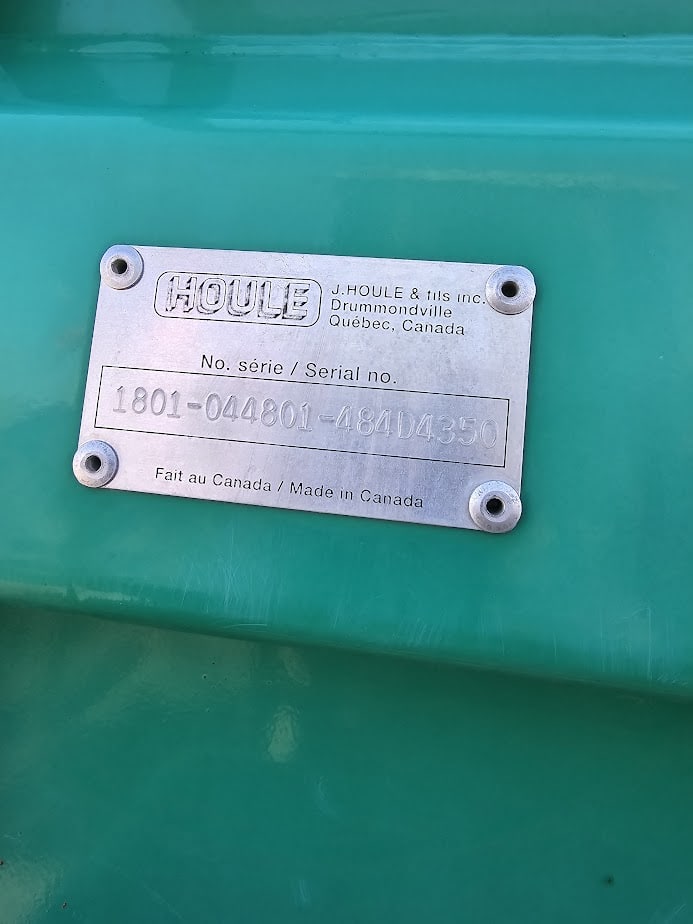 HOULE
J.HOULE & fils inc.
Drummondville
Québec, Canada
No. série / Serial no.
1801-044801-484D4350
Fait au Canada / Made in Canada